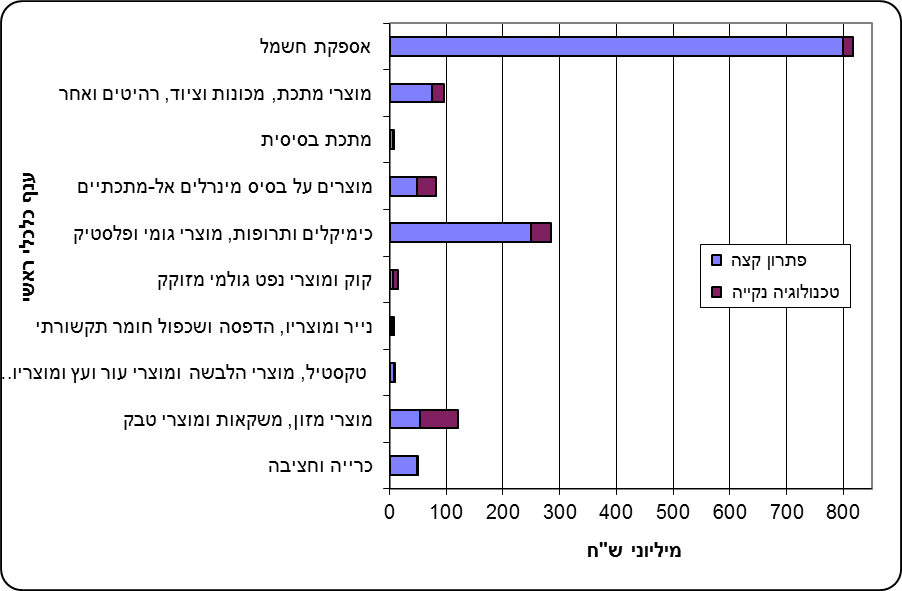 אספקת חשמל
מוצרי מתכת, מכונות וציוד, רהיטים ואחר
מתכת בסיסית
מוצרים על בסיס מינרלים אל-מתכתיים
כימיקלים ותרופות, מוצרי גומי ופלסטיק
קוק ומוצרי נפט גולמי מזוקק
נייר ומוצריו, הדפסה ושכפול חומר תקשורתי
טקסטיל, מוצרי הלבשה ומוצרי עור ועץ ומוצריו..
מוצרי מזון, משקאות ומוצרי טבק
כרייה וחציבה
ענף כלכלי ראשי
פתרון קצה
טכנולוגיה נקייה
0 100 200 300 400 500 600 700 800
מיליוני ש"ח